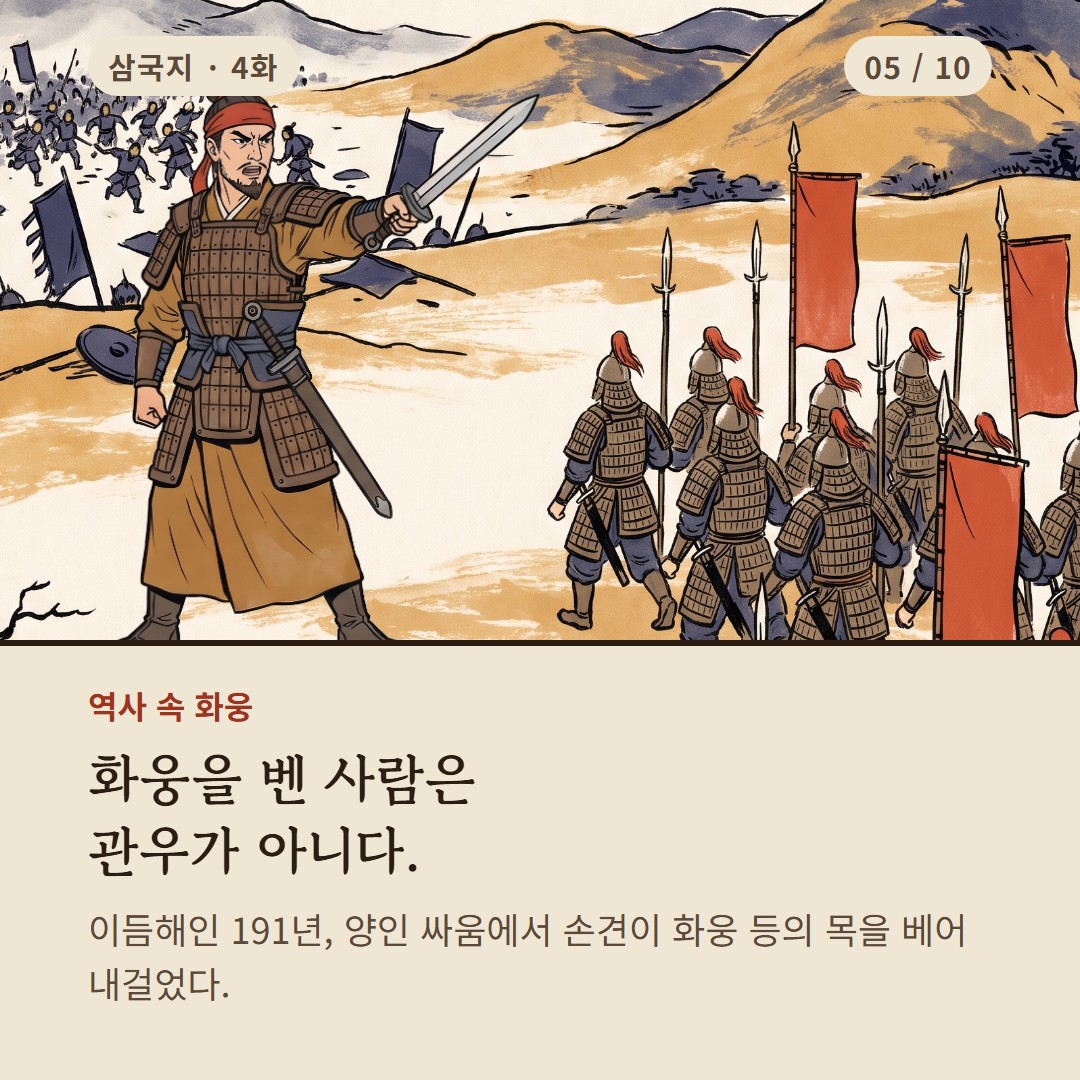 삼국지 · 4화
05 / 10
역사 속 화웅
화웅을 벤 사람은
관우가 아니다.
이듬해인 191년, 양인 싸움에서 손견이 화웅 등의 목을 베어
내걸었다.